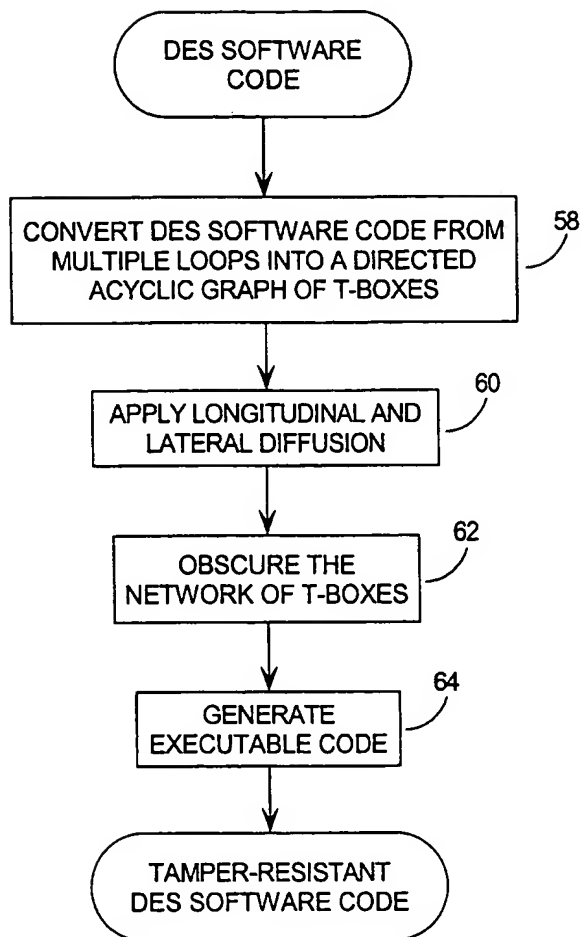 DES SOFTWARE
CODE
CONVERT DES SOFTWARE CODE FROM
MULTIPLE LOOPS INTO A DIRECTED
ACYCLIC GRAPH OF T-BOXES
58
APPLY LONGITUDINAL AND
LATERAL DIFFUSION
60
OBSCURE THE
NETWORK OF T-BOXES
62
GENERATE
EXECUTABLE CODE
64
TAMPER-RESISTANT
DES SOFTWARE CODE